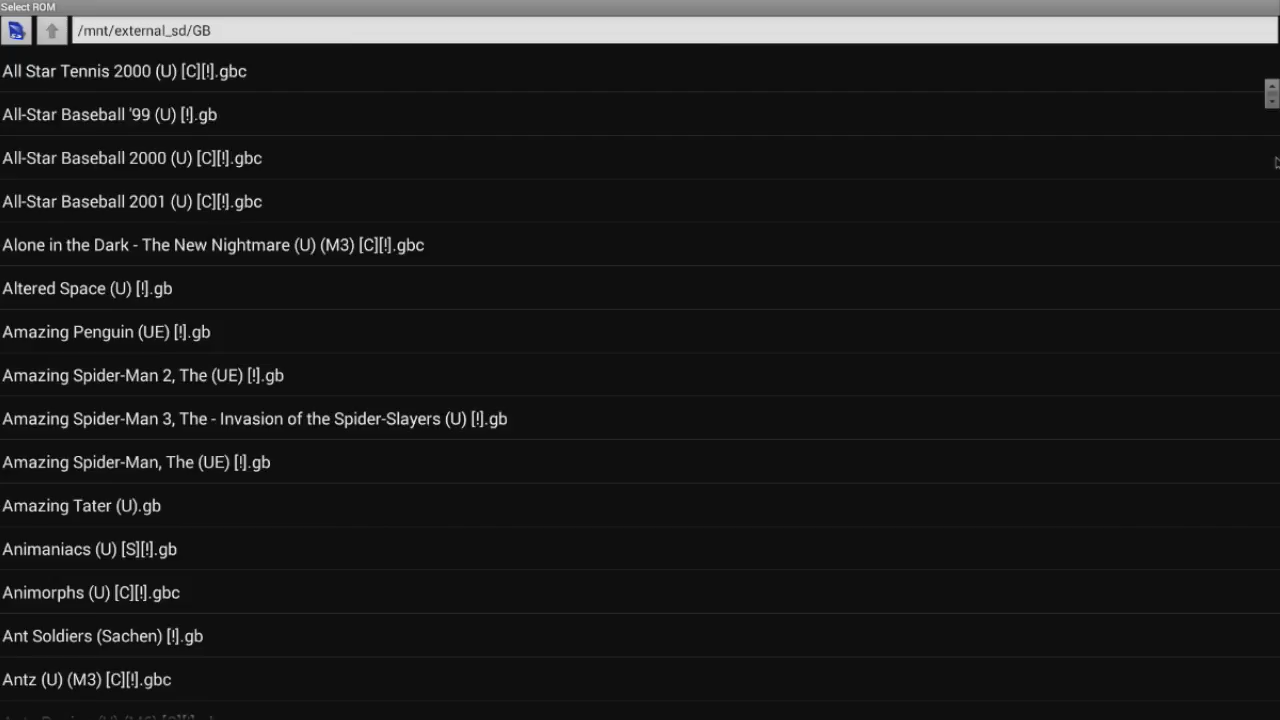 Select ROM
/mnt/external_sd/GB
All Star Tennis 2000 (U) [C][!].gbc
All-Star Baseball '99 (U) [!].gb
All-Star Baseball 2000 (U) [C][!].gbc
All-Star Baseball 2001 (U) [C][!].gbc
Alone in the Dark - The New Nightmare (U) (M3) [C][!].gbc
Altered Space (U) [!].gb
Amazing Penguin (UE) [!].gb
Amazing Spider-Man 2, The (UE) [!].gb
Amazing Spider-Man 3, The - Invasion of the Spider-Slayers (U) [!].gb
Amazing Spider-Man, The (UE) [!].gb
Amazing Tater (U).gb
Animaniacs (U) [S][!].gb
Animorphs (U) [C][!].gbc
Ant Soldiers (Sachen) [!].gb
Antz (U) (M3) [C][!].gbc